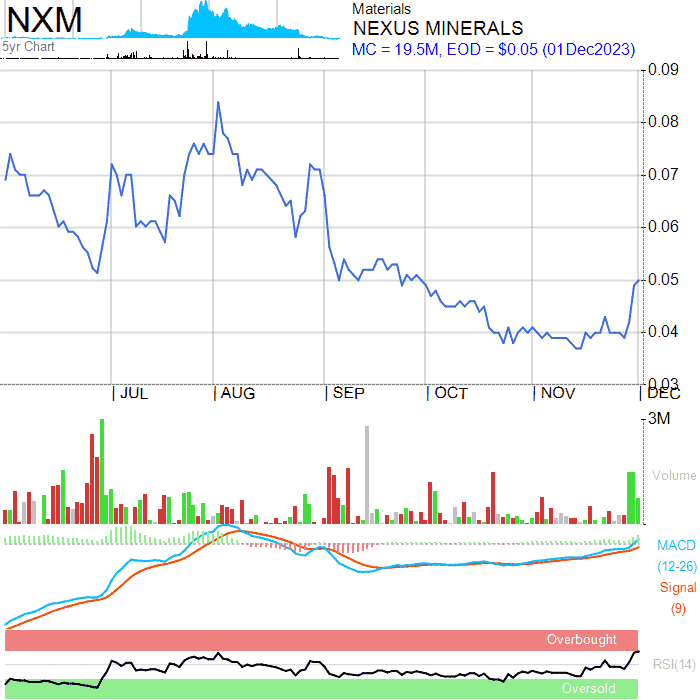 NXM
5yr Chart
Materials
NEXUS MINERALS
MC = 19.5M, EOD = $0.05 (01Dec2023)
0.09
0.08
0.07
0.06
0.05
0.04
0.03
JUL
AUG
SEP
OCT
NOV
DEC
3M
Volume
MACD
(12-26)
Signal
(9)
Overbought
RSI(14)
Oversold